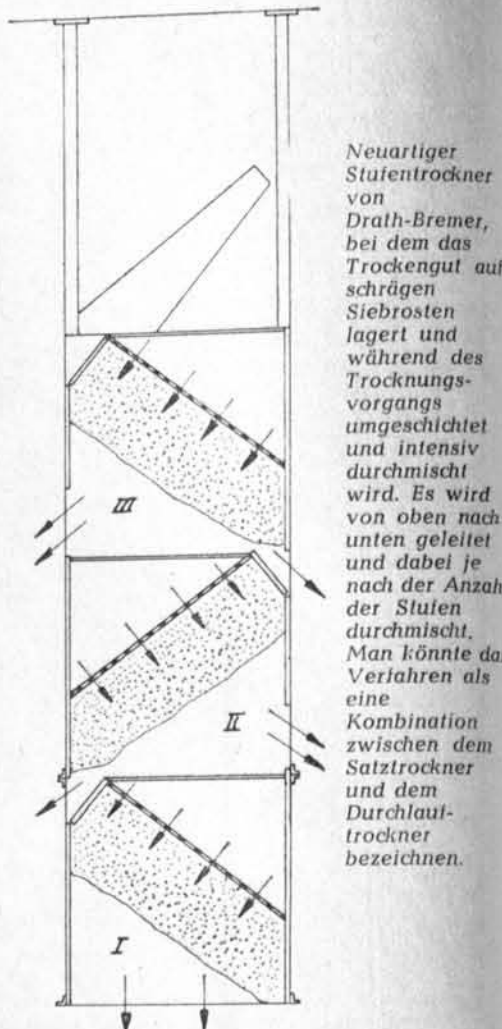 Neuartiger
Stufentrockner
von
Drath-Bremer,
bei dem das
Trockengut auf
schrägen
Siebrosten
lagert und
während des
Trocknungs-
vorgangs
umgeschichtet
und intensiv
durchmischt
wird. Es wird
von oben nach
unten geleitet
und dabei je
nach der Anzah
der Stufen
durchmischt.
Man könnte da
Verfahren als
eine
Kombination
zwischen dem
Satztrockner
und dem
Durchlauf-
trockner
bezeichnen.
III
II
I